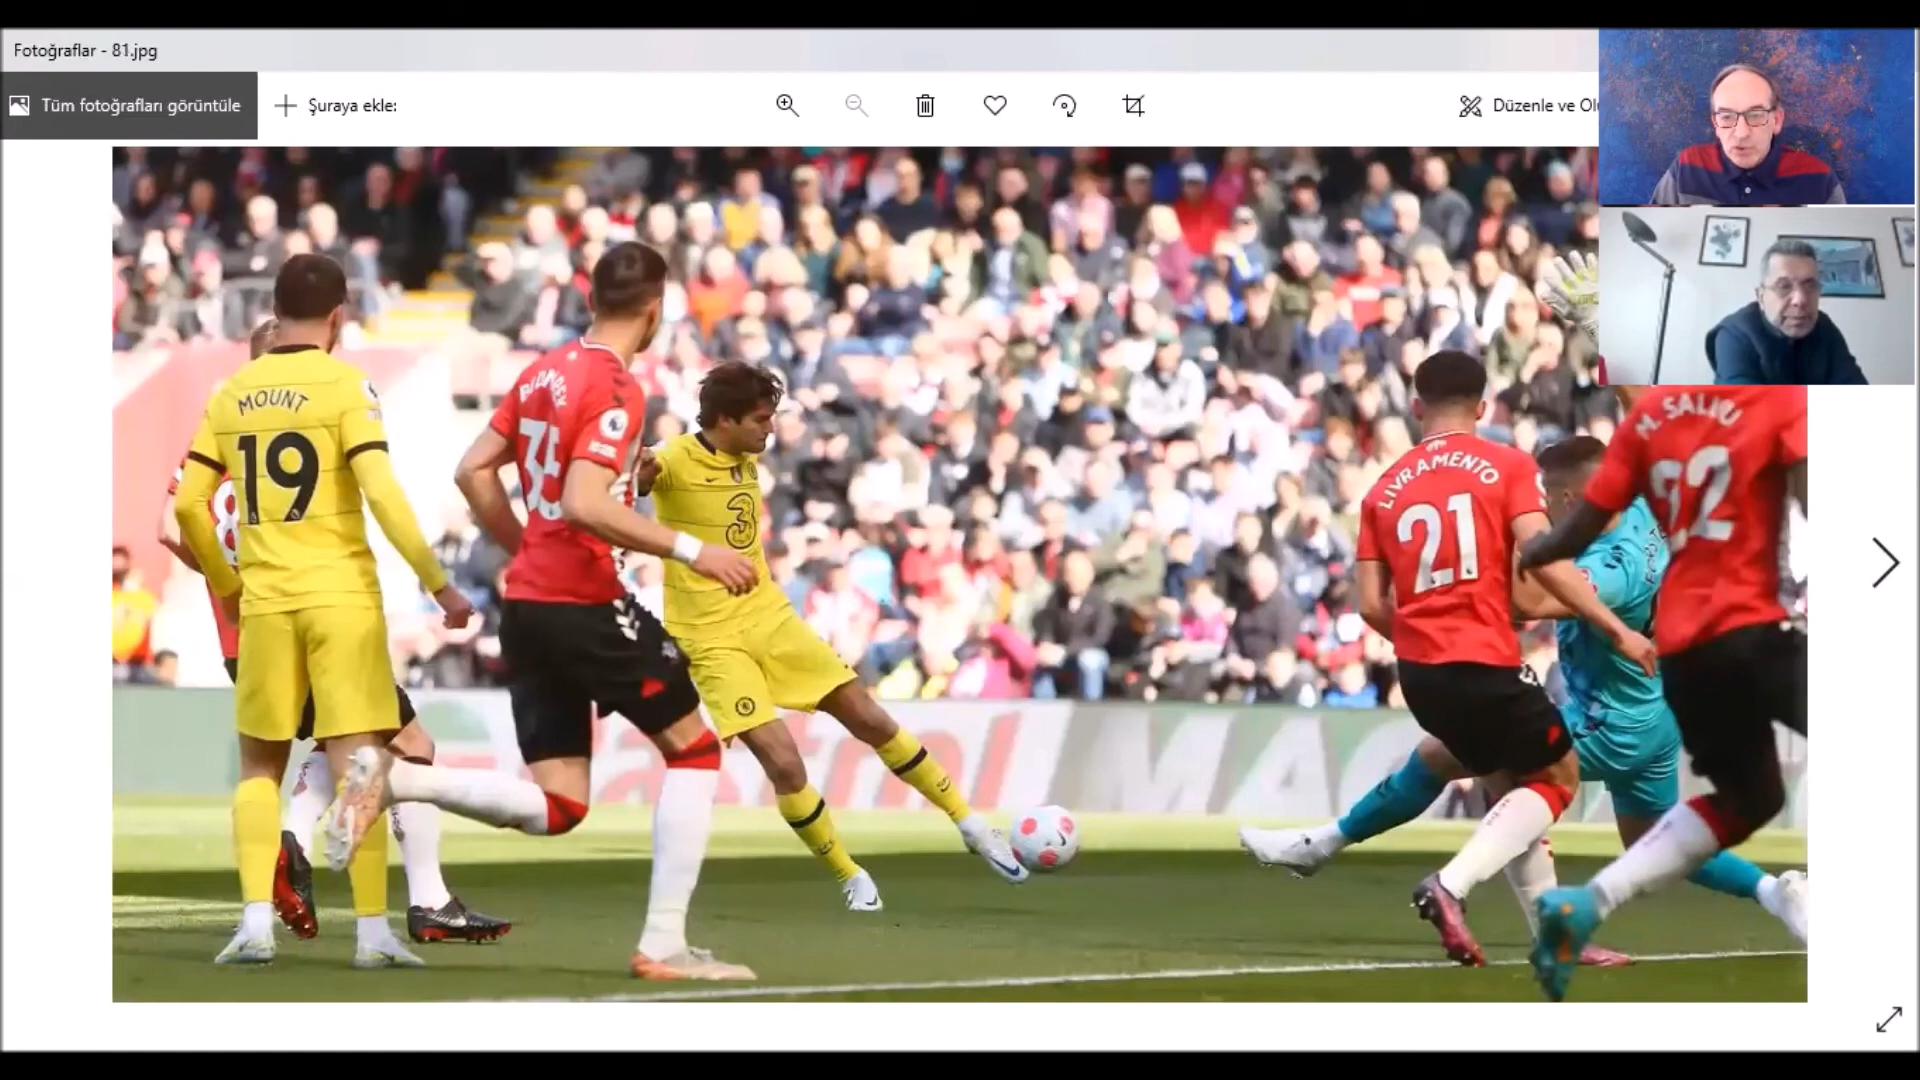 Fotoğraflar - 81.jpg
Tüm fotoğrafları görüntüle
Şuraya ekle:
Düzenle ve Ol
MOUNT
19
35
3
LIVRAMENTO
21
M. SALISU
22
8